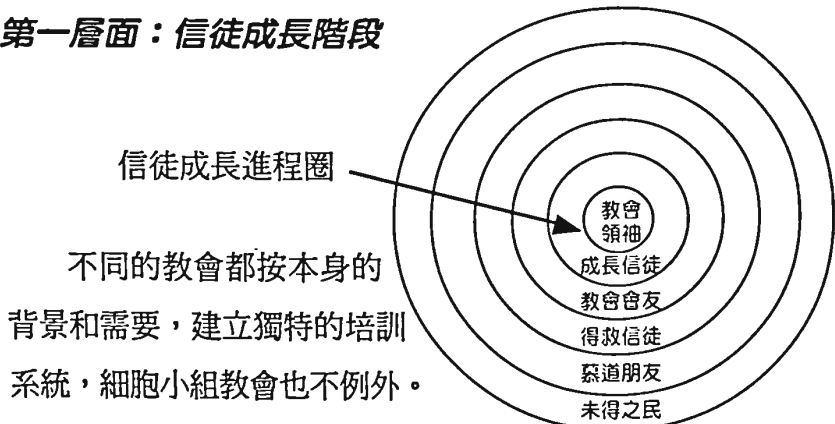 第一層面：信徒成長階段
信徒成長進程圈
不同的教會都按本身的
背景和需要，建立獨特的培訓
系統，細胞小組教會也不例外。
教會
領袖
成長信徒
教會會友
得救信徒
慕道朋友
未得之民